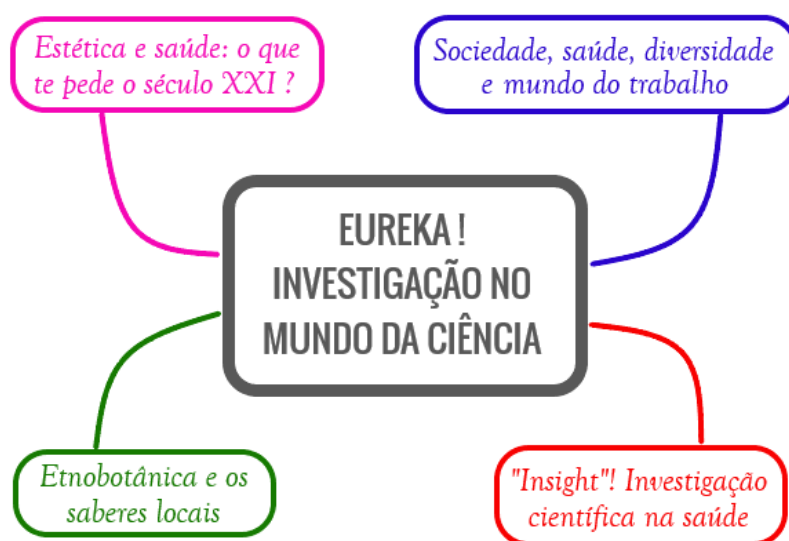 Estética e saúde: o que
te pede o século XXI ?
Sociedade, saúde, diversidade
e mundo do trabalho
EUREKA !
INVESTIGAÇÃO NO
MUNDO DA CIÊNCIA
Etnobotânica e os
saberes locais
"Insight"! Investigação
científica na saúde